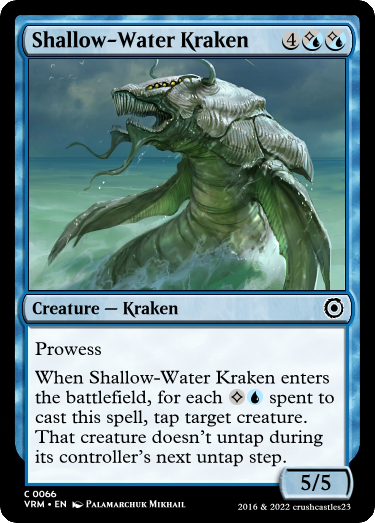 Shallow-Water Kraken 4
Creature — Kraken
Prowess
When Shallow-Water Kraken enters
the battlefield, for each spent to
cast this spell, tap target creature.
That creature doesn't untap during
its controller's next untap step.
5/5
C 0066
VRM • EN Palamarchuk Mikhail
2016 & 2022 crushcastles23